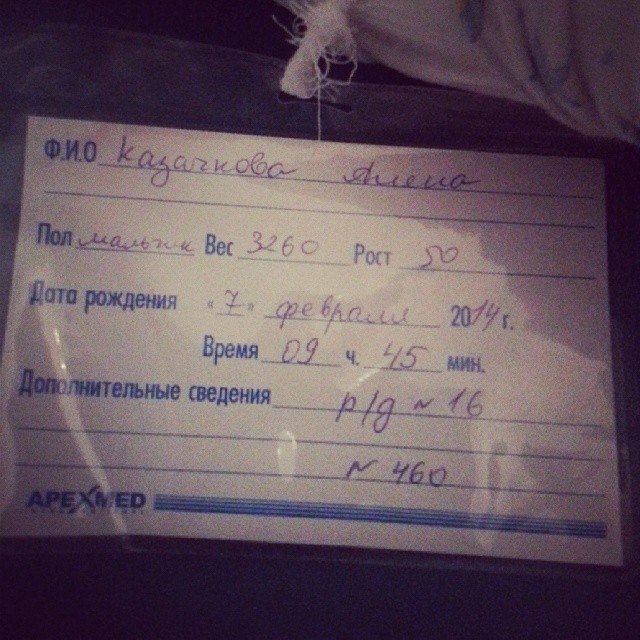 Ф.И.О Казачкова Алена
Пол мальчик Вес 3260 Рост 50
Дата рождения "7" февраля 2014 г.
Время 09 ч. 45 мин.
Дополнительные сведения р/д № 16
№ 460
APEXMED